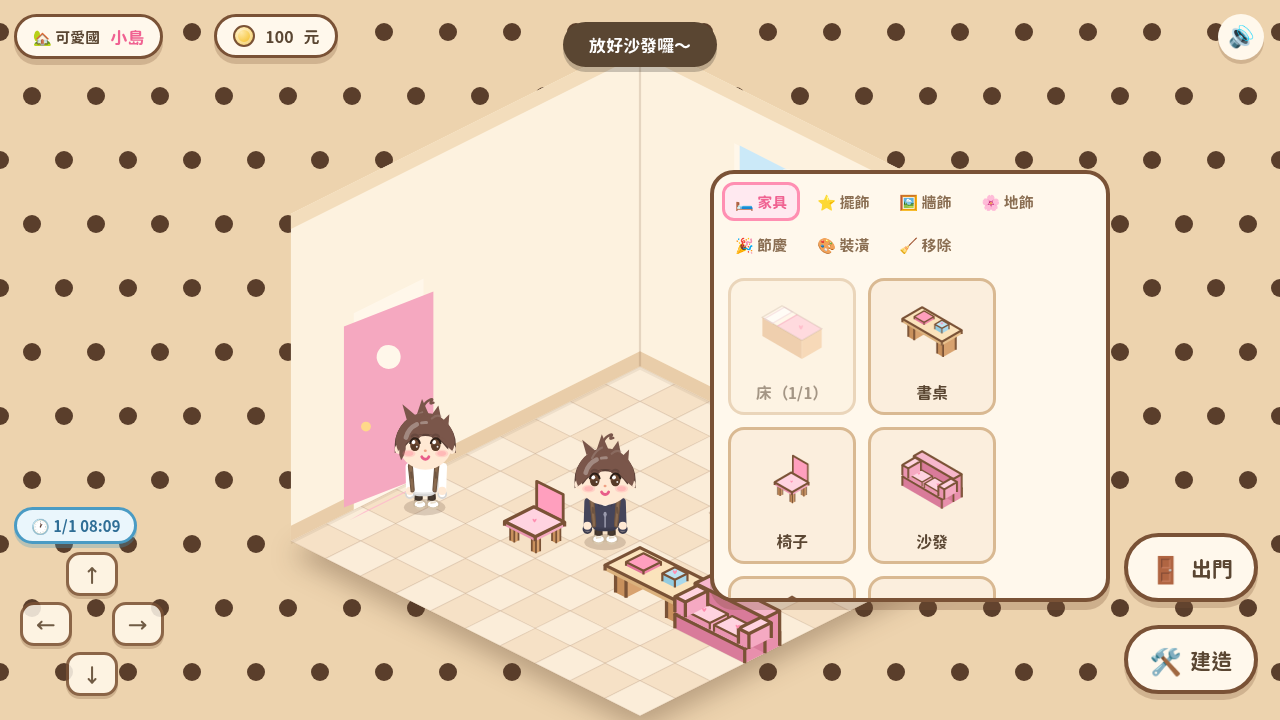 🏡 可愛國 小島
100 元
放好沙發囉～
🔊
🛏️ 家具
⭐ 擺飾
🖼️ 牆飾
🌸 地飾
🎉 節慶
🎨 裝潢
🧹 移除
床（1/1）
書桌
椅子
沙發
🕐 1/1 08:09
↑
←
→
↓
🚪 出門
🛠️ 建造